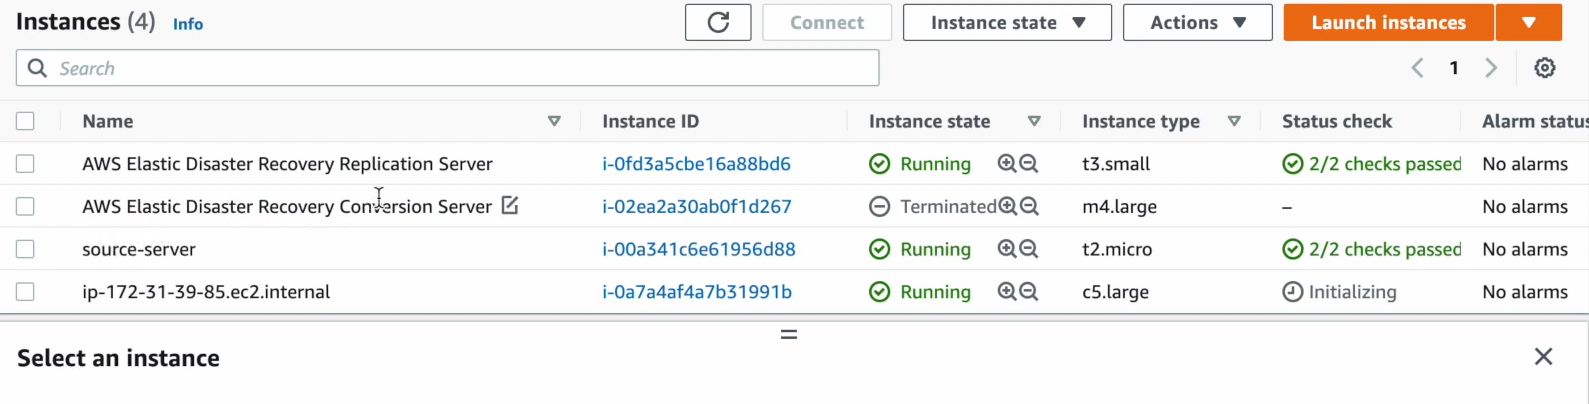 Instances (4) Info Connect Instance state Actions Launch instances
Search 1
Name Instance ID Instance state Instance type Status check Alarm status
AWS Elastic Disaster Recovery Replication Server i-0fd3a5cbe16a88bd6 Running t3.small 2/2 checks passed No alarms
AWS Elastic Disaster Recovery Conversion Server i-02ea2a30ab0f1d267 Terminated m4.large –
No alarms
source-server i-00a341c6e61956d88 Running t2.micro 2/2 checks passed No alarms
ip-172-31-39-85.ec2.internal i-0a7a4af4a7b31991b Running c5.large Initializing No alarms
Select an instance